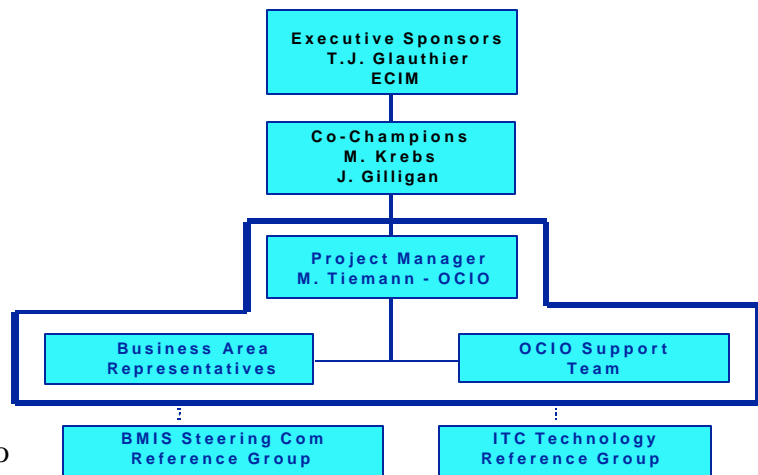 Executive Sponsors
T.J. Glauthier
ECIM
Co-Champions
M. Krebs
J. Gilligan
Project Manager
M. Tiemann - OCIO
Business Area
Representatives
OCIO Support
Team
BMIS Steering Com
Reference Group
ITC Technology
Reference Group
o